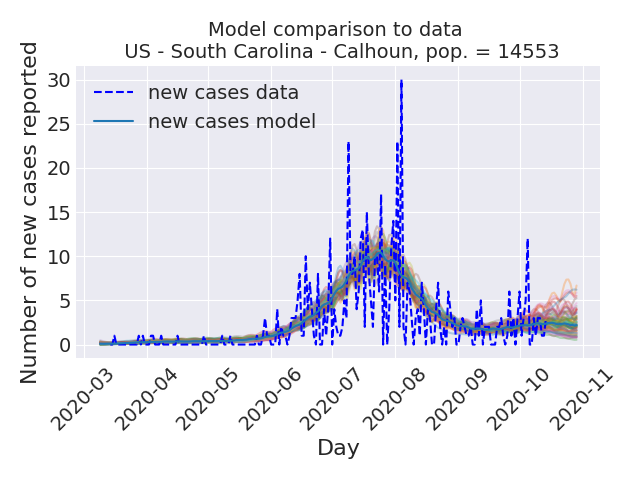 Model comparison to data
US - South Carolina - Calhoun, pop. = 14553
Number of new cases reported
30
25
20
15
10
5
0
new cases data
new cases model
2020-03
2020-04
2020-05
2020-06
2020-07
2020-08
2020-09
2020-10
2020-11
Day